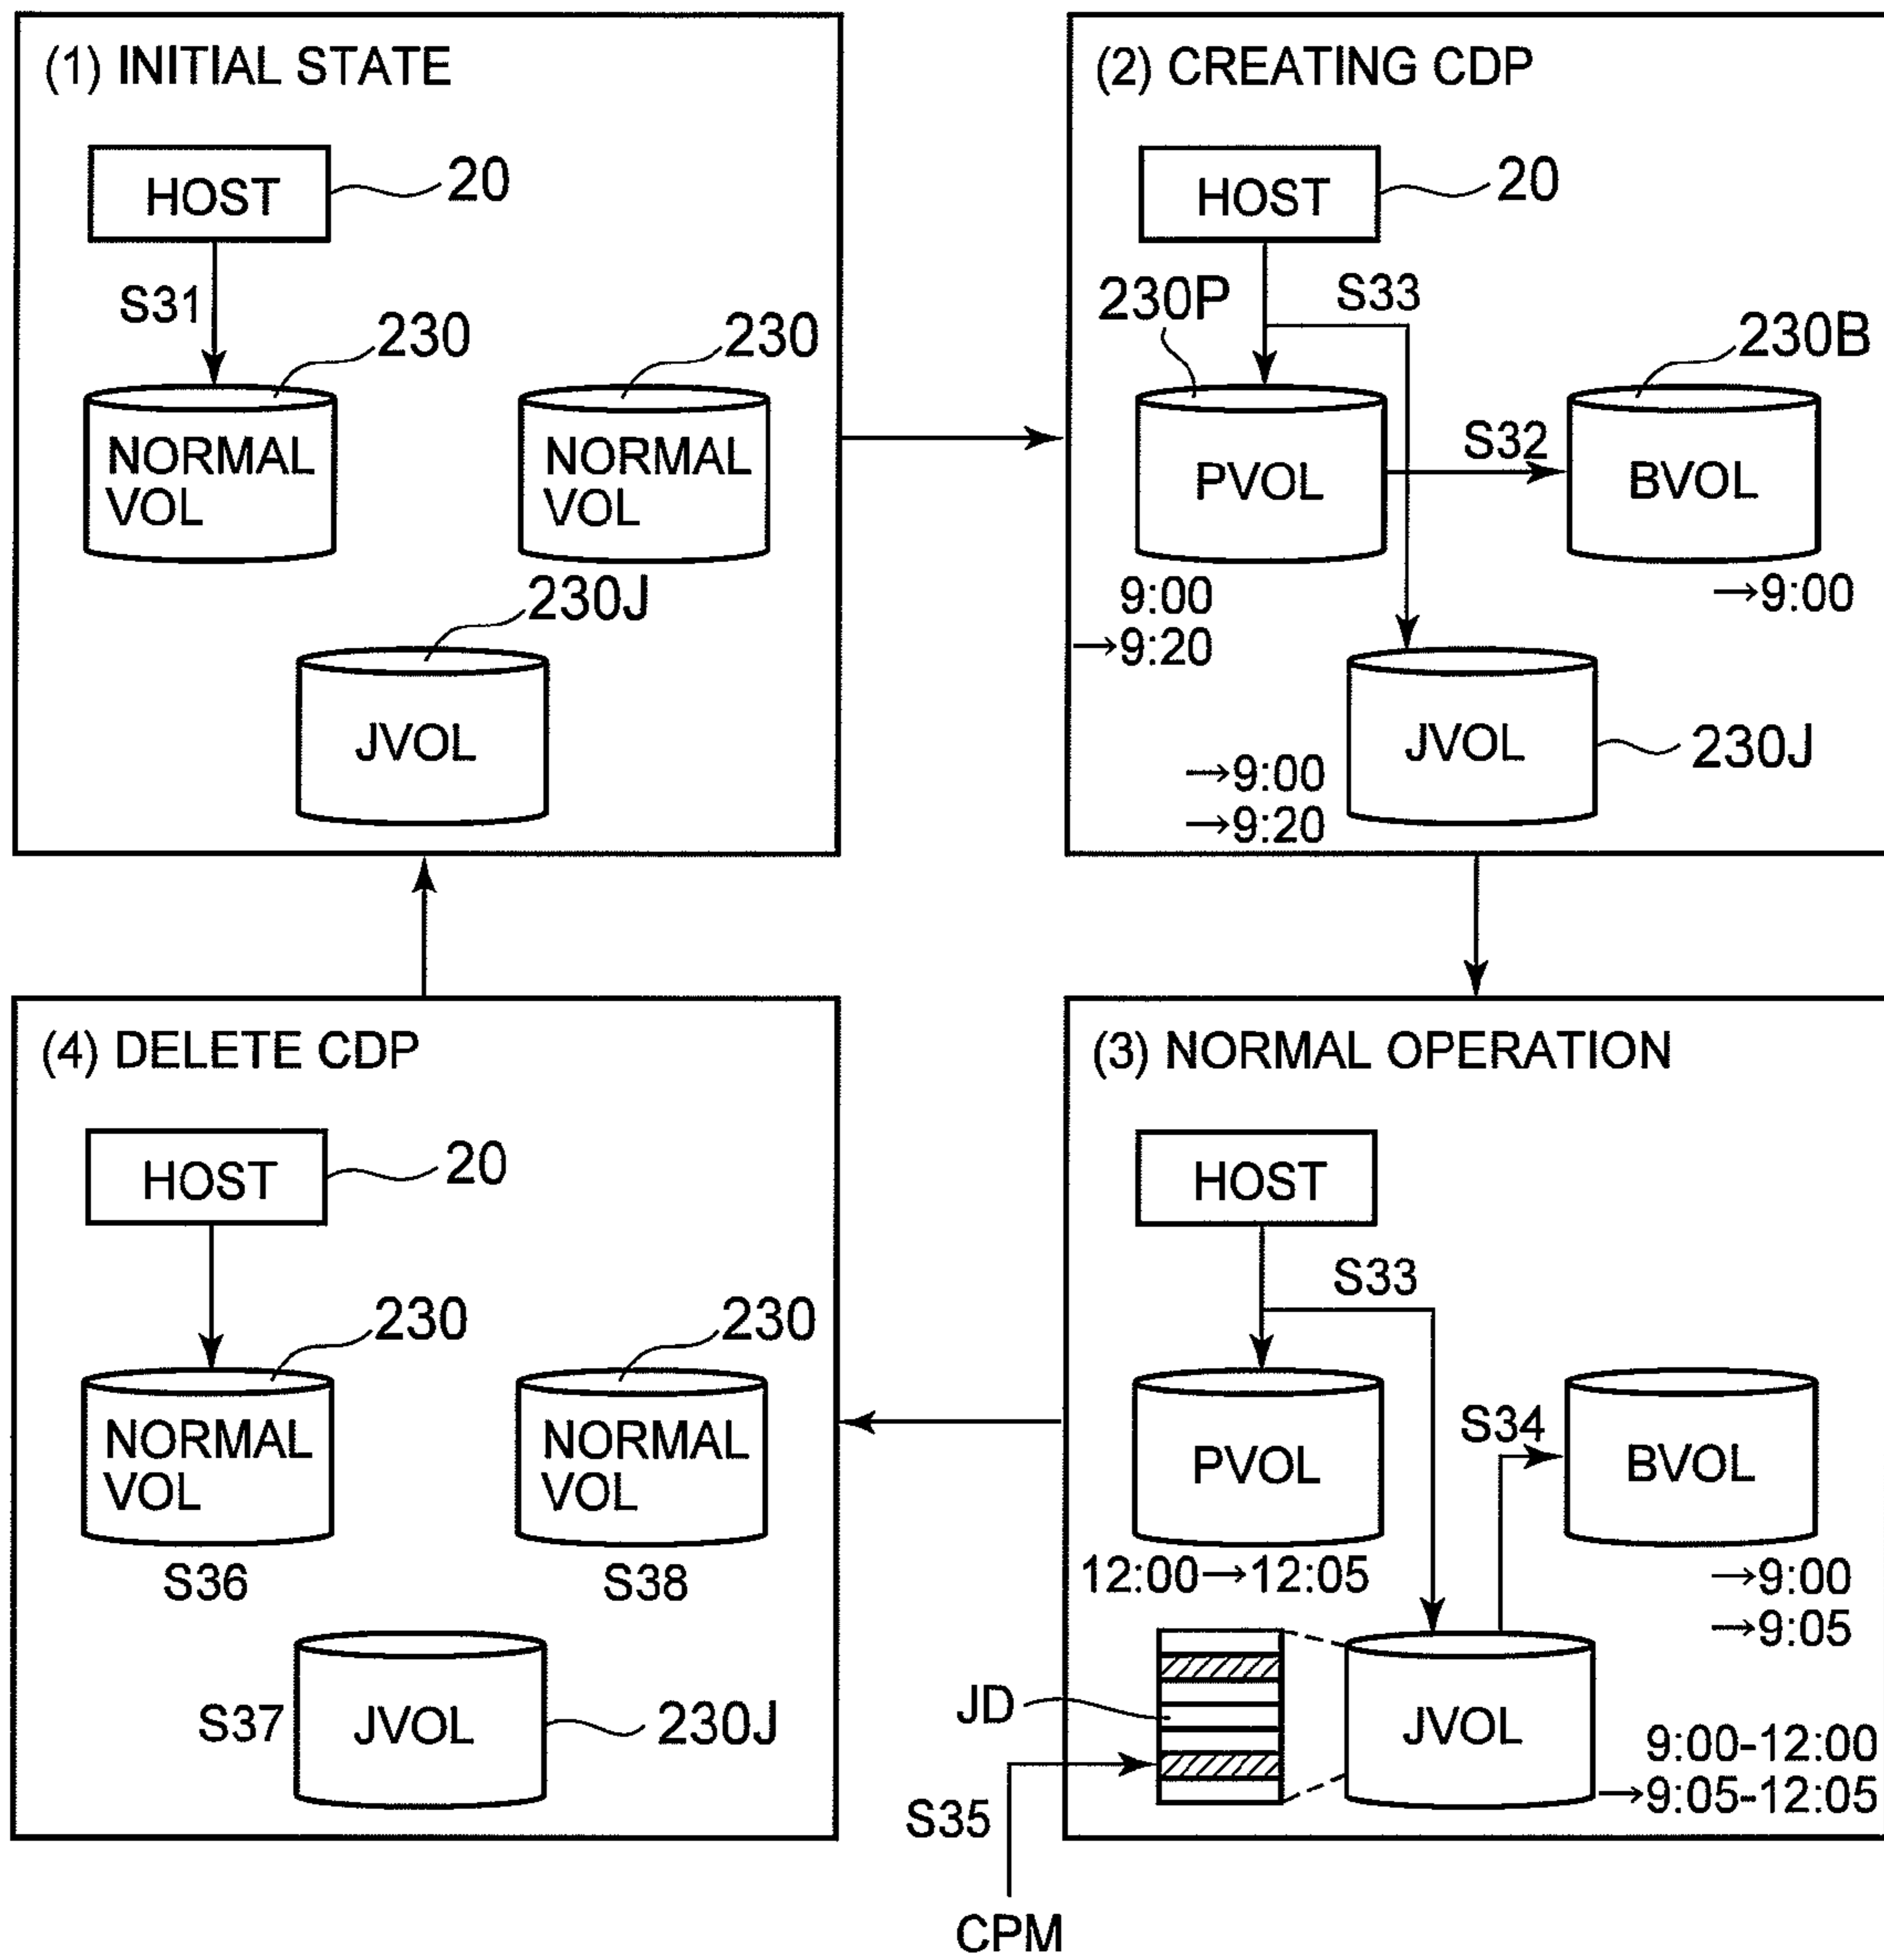 (1) INITIAL STATE
HOST
20
S31
230
230
NORMAL
VOL
NORMAL
VOL
230J
JVOL
(2) CREATING CDP
HOST
20
230P
S33
230B
PVOL
S32
BVOL
9:00
→9:20
→9:00
JVOL
230J
→9:00
→9:20
(4) DELETE CDP
HOST
20
230
230
NORMAL
VOL
NORMAL
VOL
S36
S38
S37
JVOL
230J
(3) NORMAL OPERATION
HOST
S33
PVOL
S34
BVOL
12:00→12:05
→9:00
→9:05
JD
JVOL
9:00-12:00
→9:05-12:05
S35
CPM